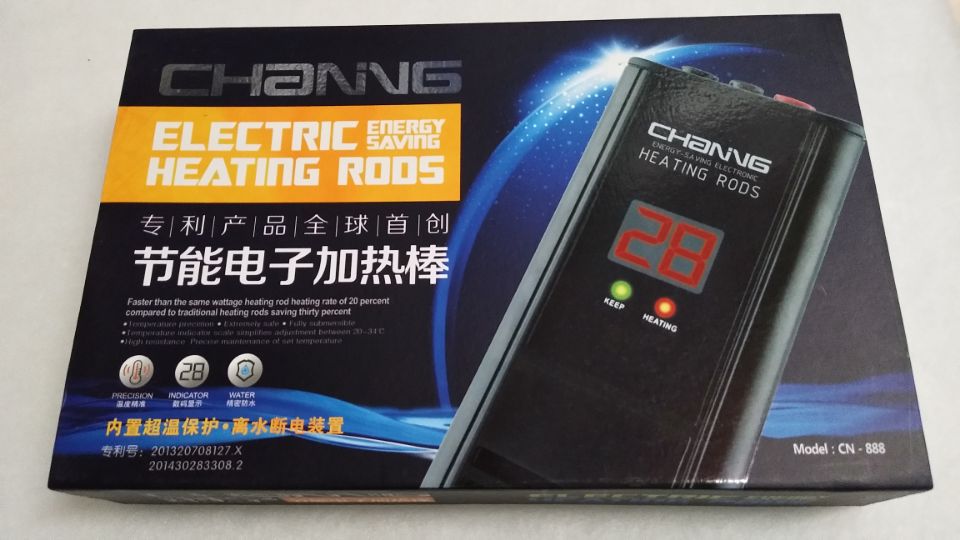 CHANVG
ELECTRIC ENERGY SAVING
HEATING RODS
专|利|产|品|全|球|首|创
节能电子加热棒
Faster than the same wattage heating rod heating rate of 20 percent
compared to traditional heating rods saving thirty percent
•Temperature precision •Extremely safe •Fully submersible
•Temperature indicator scale simplifies adjustment between 20-34℃
•High resistance Precise maintenance of set temperature
28
PRECISION INDICATOR WATER
温度精准 数码显示 精密防水
内置超温保护·离水断电装置
专利号：201320708127.X
201430283308.2
CHANVG
ENERGY-SAVING ELECTRONIC
HEATING RODS
28
KEEP
HEATING
Model : CN - 888